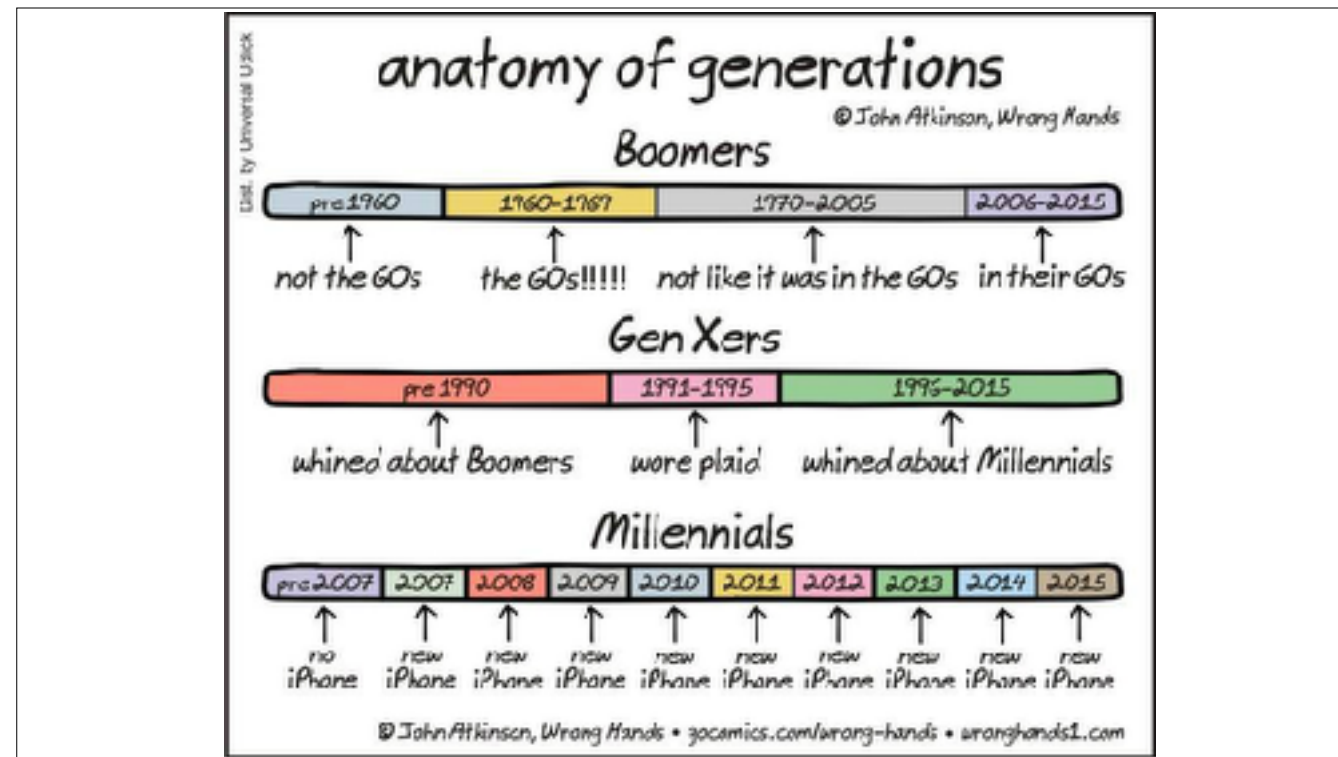 Dist. by Universal Uclick
anatomy of generations
© John Atkinson, Wrong Hands
Boomers
pre 1960 1960-1969 1970-2005 2006-2015
not the 60s the 60s!!!!! not like it was in the 60s in their 60s
Gen Xers
pre 1990 1991-1995 1996-2015
whined about Boomers wore plaid whined about Millennials
Millennials
pre 2007 2007 2008 2009 2010 2011 2012 2013 2014 2015
no new new new new new new new new new
iPhone iPhone iPhone iPhone iPhone iPhone iPhone iPhone iPhone iPhone
© John Atkinson, Wrong Hands • gocomics.com/wrong-hands • wronghands1.com